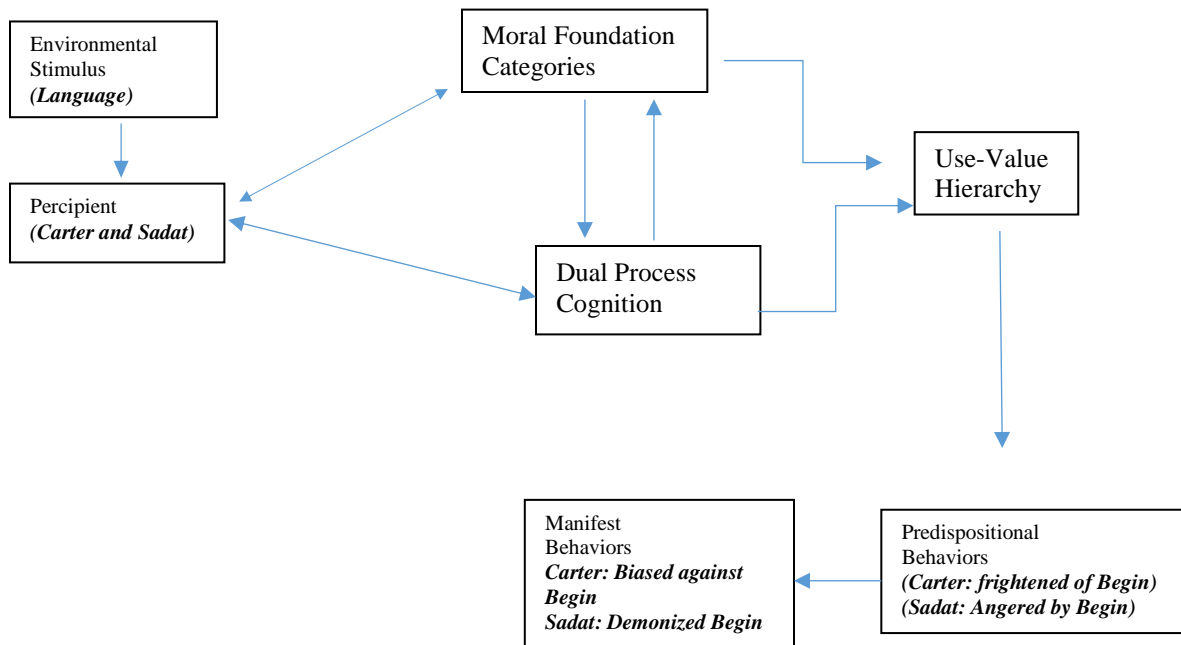 Environmental
Stimulus
(Language)
Moral Foundation
Categories
Use-Value
Hierarchy
Percipient
(Carter and Sadat)
Dual Process
Cognition
Manifest
Behaviors
Carter: Biased against
Begin
Sadat: Demonized Begin
Predispositional
Behaviors
(Carter: frightened of Begin)
(Sadat: Angered by Begin)